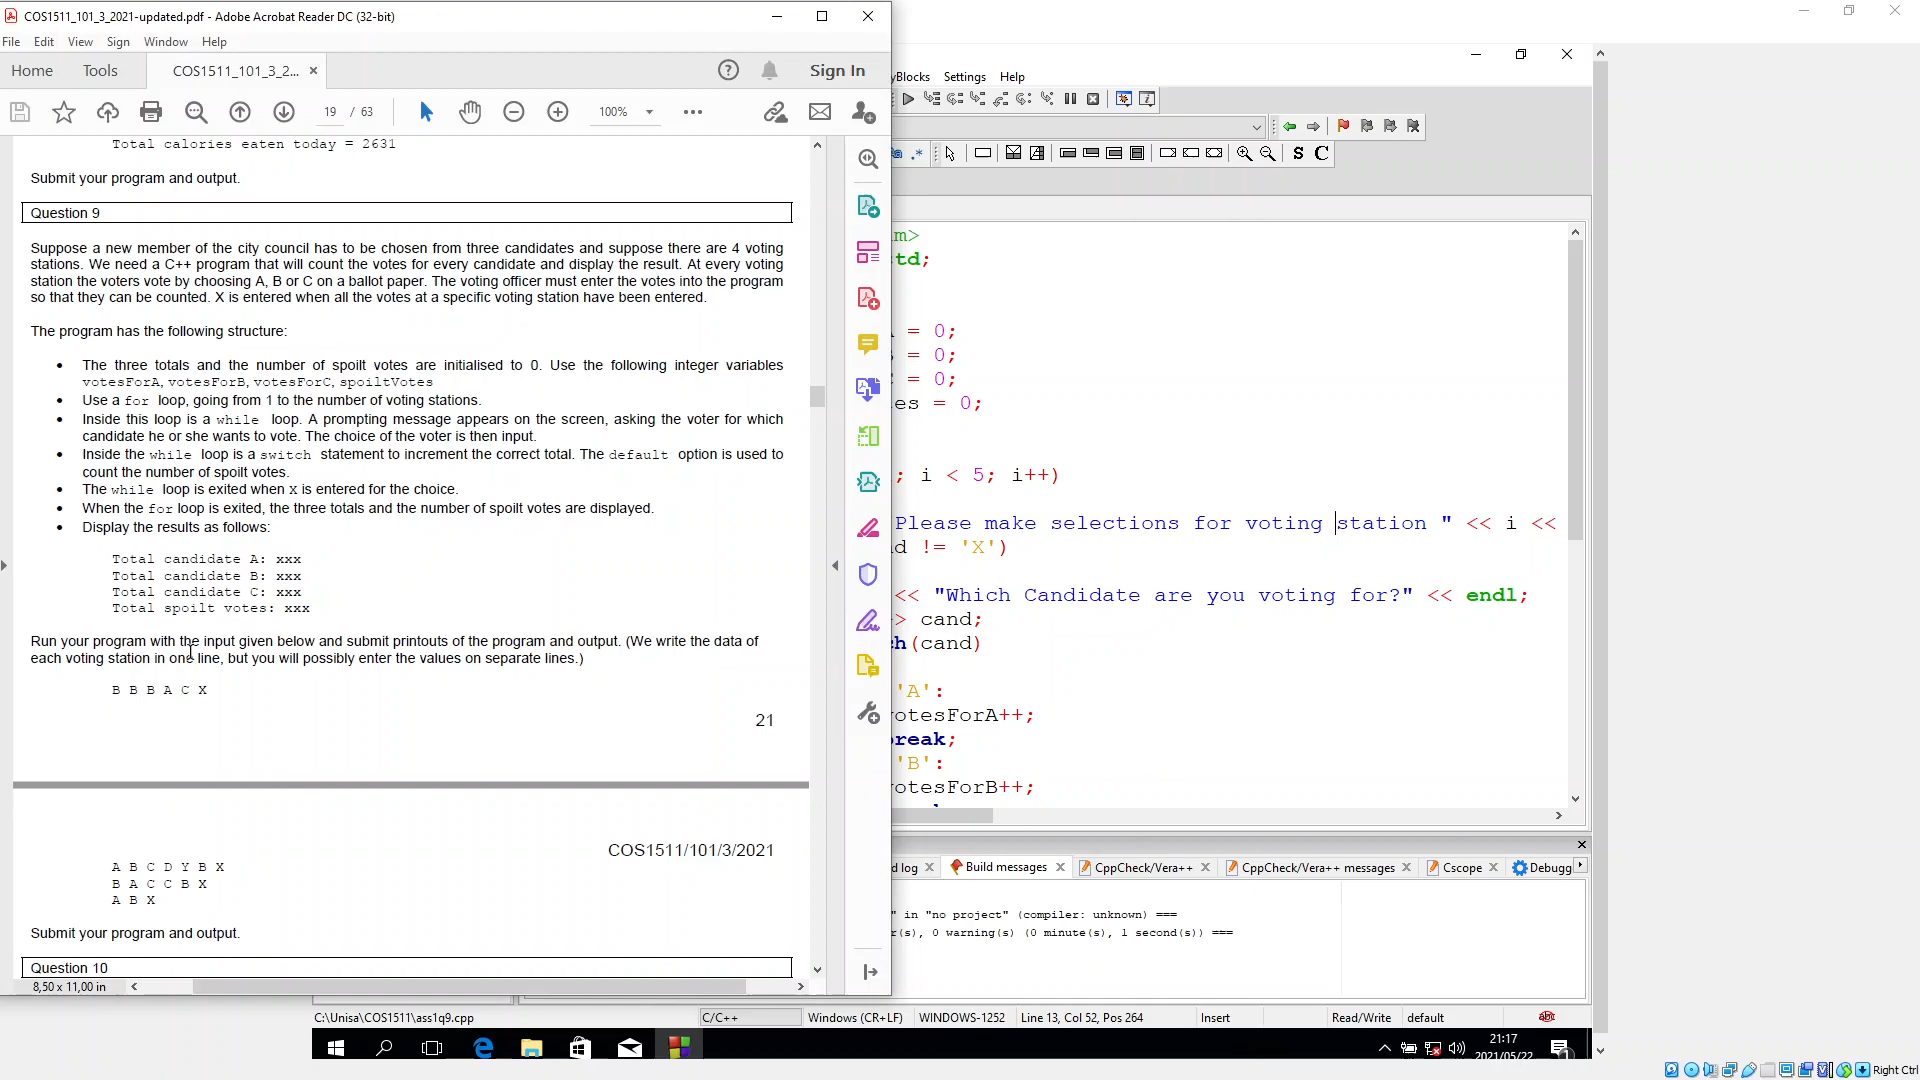 COS1511_101_3_2021-updated.pdf - Adobe Acrobat Reader DC (32-bit)
File Edit View Sign Window Help
Home Tools COS1511_101_3_2... × Sign In
19 / 63 100%
Total calories eaten today = 2631
Submit your program and output.
Question 9
Suppose a new member of the city council has to be chosen from three candidates and suppose there are 4 voting
stations. We need a C++ program that will count the votes for every candidate and display the result. At every voting
station the voters vote by choosing A, B or C on a ballot paper. The voting officer must enter the votes into the program
so that they can be counted. X is entered when all the votes at a specific voting station have been entered.
The program has the following structure:
• The three totals and the number of spoilt votes are initialised to 0. Use the following integer variables
votesForA, votesForB, votesForC, spoiltVotes
• Use a for loop, going from 1 to the number of voting stations.
• Inside this loop is a while loop. A prompting message appears on the screen, asking the voter for which
candidate he or she wants to vote. The choice of the voter is then input.
• Inside the while loop is a switch statement to increment the correct total. The default option is used to
count the number of spoilt votes.
• The while loop is exited when X is entered for the choice.
• When the for loop is exited, the three totals and the number of spoilt votes are displayed.
• Display the results as follows:
Total candidate A: xxx
Total candidate B: xxx
Total candidate C: xxx
Total spoilt votes: xxx
Run your program with the input given below and submit printouts of the program and output. (We write the data of
each voting station in one line, but you will possibly enter the values on separate lines.)
B B B A C X
21
COS1511/101/3/2021
A B C D Y B X
B A C C B X
A B X
Submit your program and output.
Question 10
8,50 x 11,00 in
yBlocks Settings Help
S C
m>
td;
= 0;
= 0;
= 0;
es = 0;
; i < 5; i++)
Please make selections for voting station " << i <<
d != 'X')
<< "Which Candidate are you voting for?" << endl;
> cand;
h(cand)
'A':
otesForA++;
reak;
'B':
otesForB++;
d log Build messages CppCheck/Vera++ CppCheck/Vera++ messages Cscope Debugg
" in "no project" (compiler: unknown) ===
r(s), 0 warning(s) (0 minute(s), 1 second(s)) ===
C:\Unisa\COS1511\ass1q9.cpp C/C++ Windows (CR+LF) WINDOWS-1252 Line 13, Col 52, Pos 264 Insert Read/Write default
21:17
2021/05/22
Right Ctrl